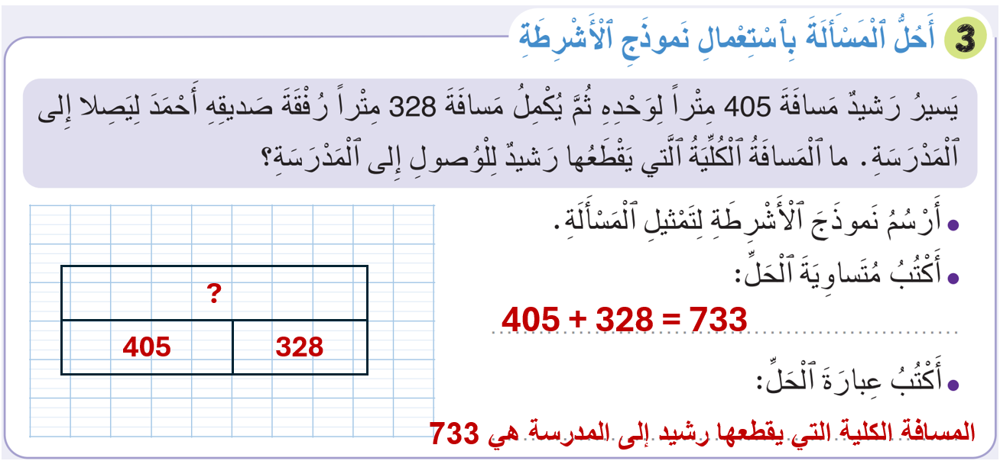 3 أَحُلُّ ٱلْمَسْأَلَةَ بِٱسْتِعْمالِ نَموذَجِ ٱلْأَشْرِطَةِ
يَسيرُ رَشيدٌ مَسافَةَ 405 مِتْراً لِوَحْدِهِ ثُمَّ يُكْمِلُ مَسافَةَ 328 مِتْراً رُفْقَةَ صَديقِهِ أَحْمَدَ لِيَصِلا إِلى
ٱلْمَدْرَسَةِ. ما ٱلْمَسافَةُ ٱلْكُلِّيَةُ ٱلَّتي يَقْطَعُها رَشيدٌ لِلْوُصولِ إِلى ٱلْمَدْرَسَةِ؟
• أَرْسُمُ نَموذَجَ ٱلْأَشْرِطَةِ لِتَمْثيلِ ٱلْمَسْأَلَةِ.
• أَكْتُبُ مُتَساوِيَةَ ٱلْحَلِّ:
405 + 328 = 733
• أَكْتُبُ عِبارَةَ ٱلْحَلِّ:
المسافة الكلية التي يقطعها رشيد إلى المدرسة هي 733
?
405 328